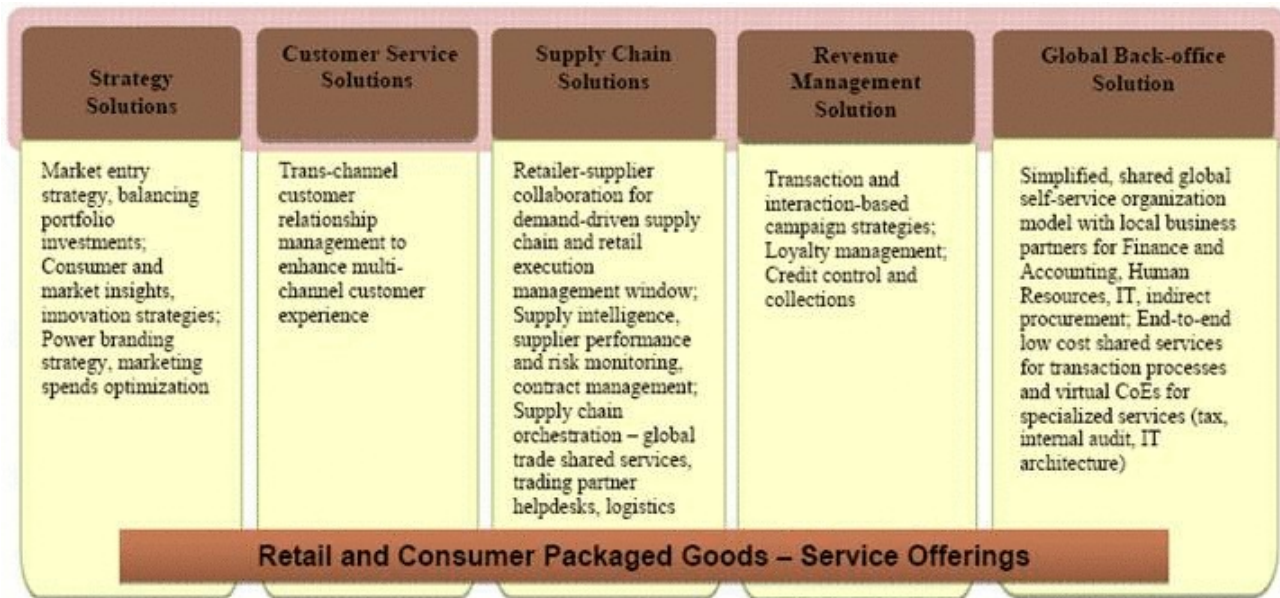 Strategy
Solutions
Market entry
strategy, balancing
portfolio
investments;
Consumer and
market insights,
innovation strategies;
Power branding
strategy, marketing
spends optimization
Customer Service
Solutions
Trans-channel
customer
relationship
management to
enhance multi-
channel customer
experience
Supply Chain
Solutions
Retailer-supplier
collaboration for
demand-driven supply
chain and retail
execution
management window;
Supply intelligence,
supplier performance
and risk monitoring,
contract management;
Supply chain
orchestration – global
trade shared services,
trading partner
helpdesks, logistics
Revenue
Management
Solution
Transaction and
interaction-based
campaign strategies;
Loyalty management;
Credit control and
collections
Global Back-office
Solution
Simplified, shared global
self-service organization
model with local business
partners for Finance and
Accounting, Human
Resources, IT, indirect
procurement; End-to-end
low cost shared services
for transaction processes
and virtual CoEs for
specialized services (tax,
internal audit, IT
architecture)
Retail and Consumer Packaged Goods – Service Offerings